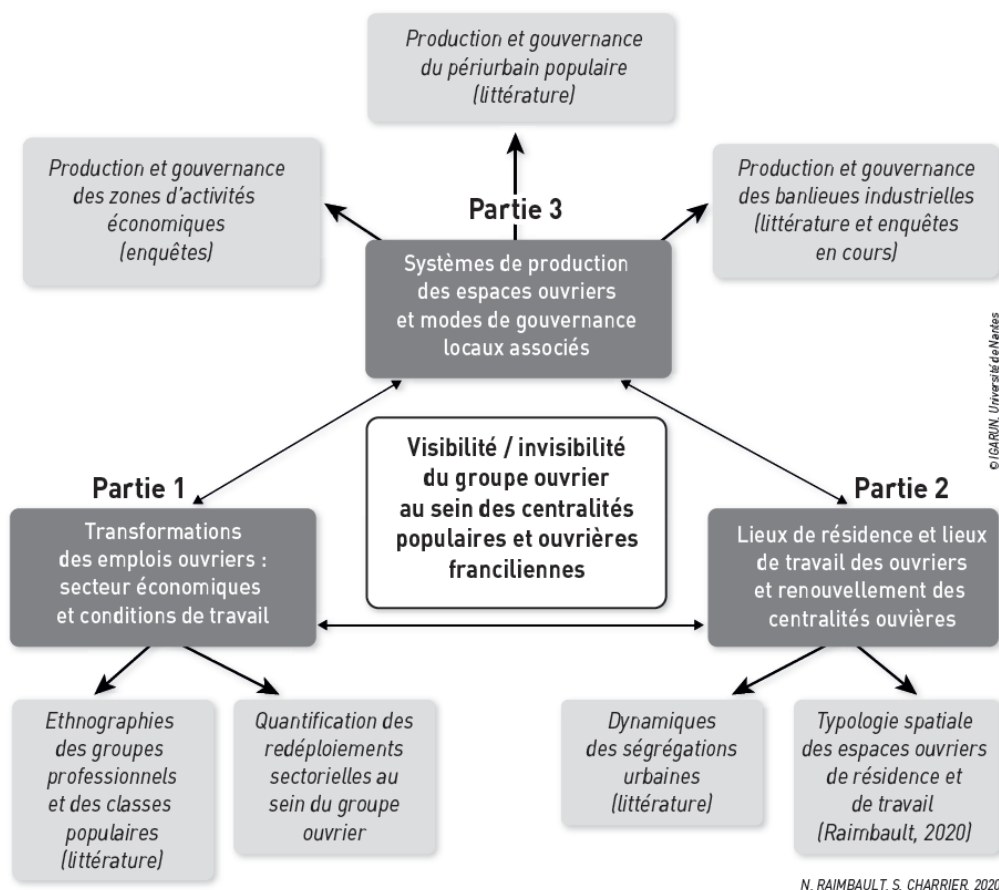 Production et gouvernance
du périurbain populaire
(littérature)
Production et gouvernance
des zones d'activités
économiques
(enquêtes)
Production et gouvernance
des banlieues industrielles
(littérature et enquêtes
en cours)
Partie 3
Systèmes de production
des espaces ouvriers
et modes de gouvernance
locaux associés
Visibilité / invisibilité
du groupe ouvrier
au sein des centralités
populaires et ouvrières
franciliennes
Partie 1
Transformations
des emplois ouvriers :
secteur économiques
et conditions de travail
Partie 2
Lieux de résidence et lieux
de travail des ouvriers
et renouvellement des
centralités ouvières
Ethnographies
des groupes
professionnels
et des classes
populaires
(littérature)
Quantification des
redéploiements
sectorielles au
sein du groupe
ouvrier
Dynamiques
des ségrégations
urbaines
(littérature)
Typologie spatiale
des espaces ouvriers
de résidence et
de travail
(Raimbault, 2020)
© IGARUN, Université de Nantes
N. RAIMBAULT, S. CHARRIER, 2020